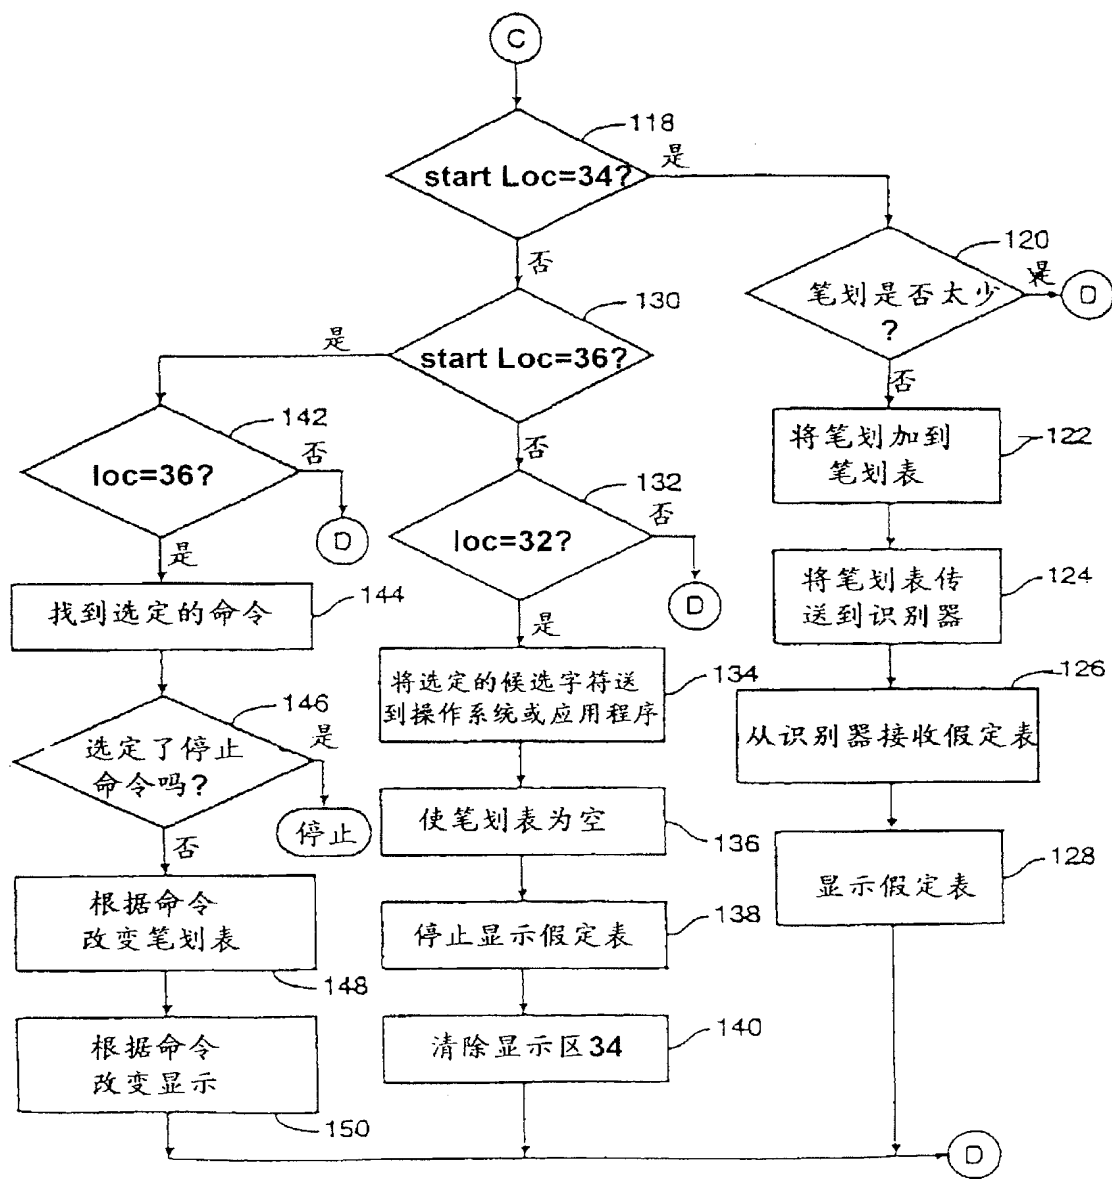 C
118
start Loc=34?
是
否
120
笔划是否太少
?
是
D
130
start Loc=36?
是
否
否
142
loc=36?
否
D
是
132
loc=32?
否
D
是
将笔划加到
笔划表
122
将笔划表传
送到识别器
124
找到选定的命令
144
将选定的候选字符送
到操作系统或应用程序
134
126
从识别器接收假定表
146
选定了停止
命令吗?
是
停止
否
使笔划表为空
136
显示假定表
128
根据命令
改变笔划表
148
停止显示假定表
138
根据命令
改变显示
150
清除显示区34
140
D